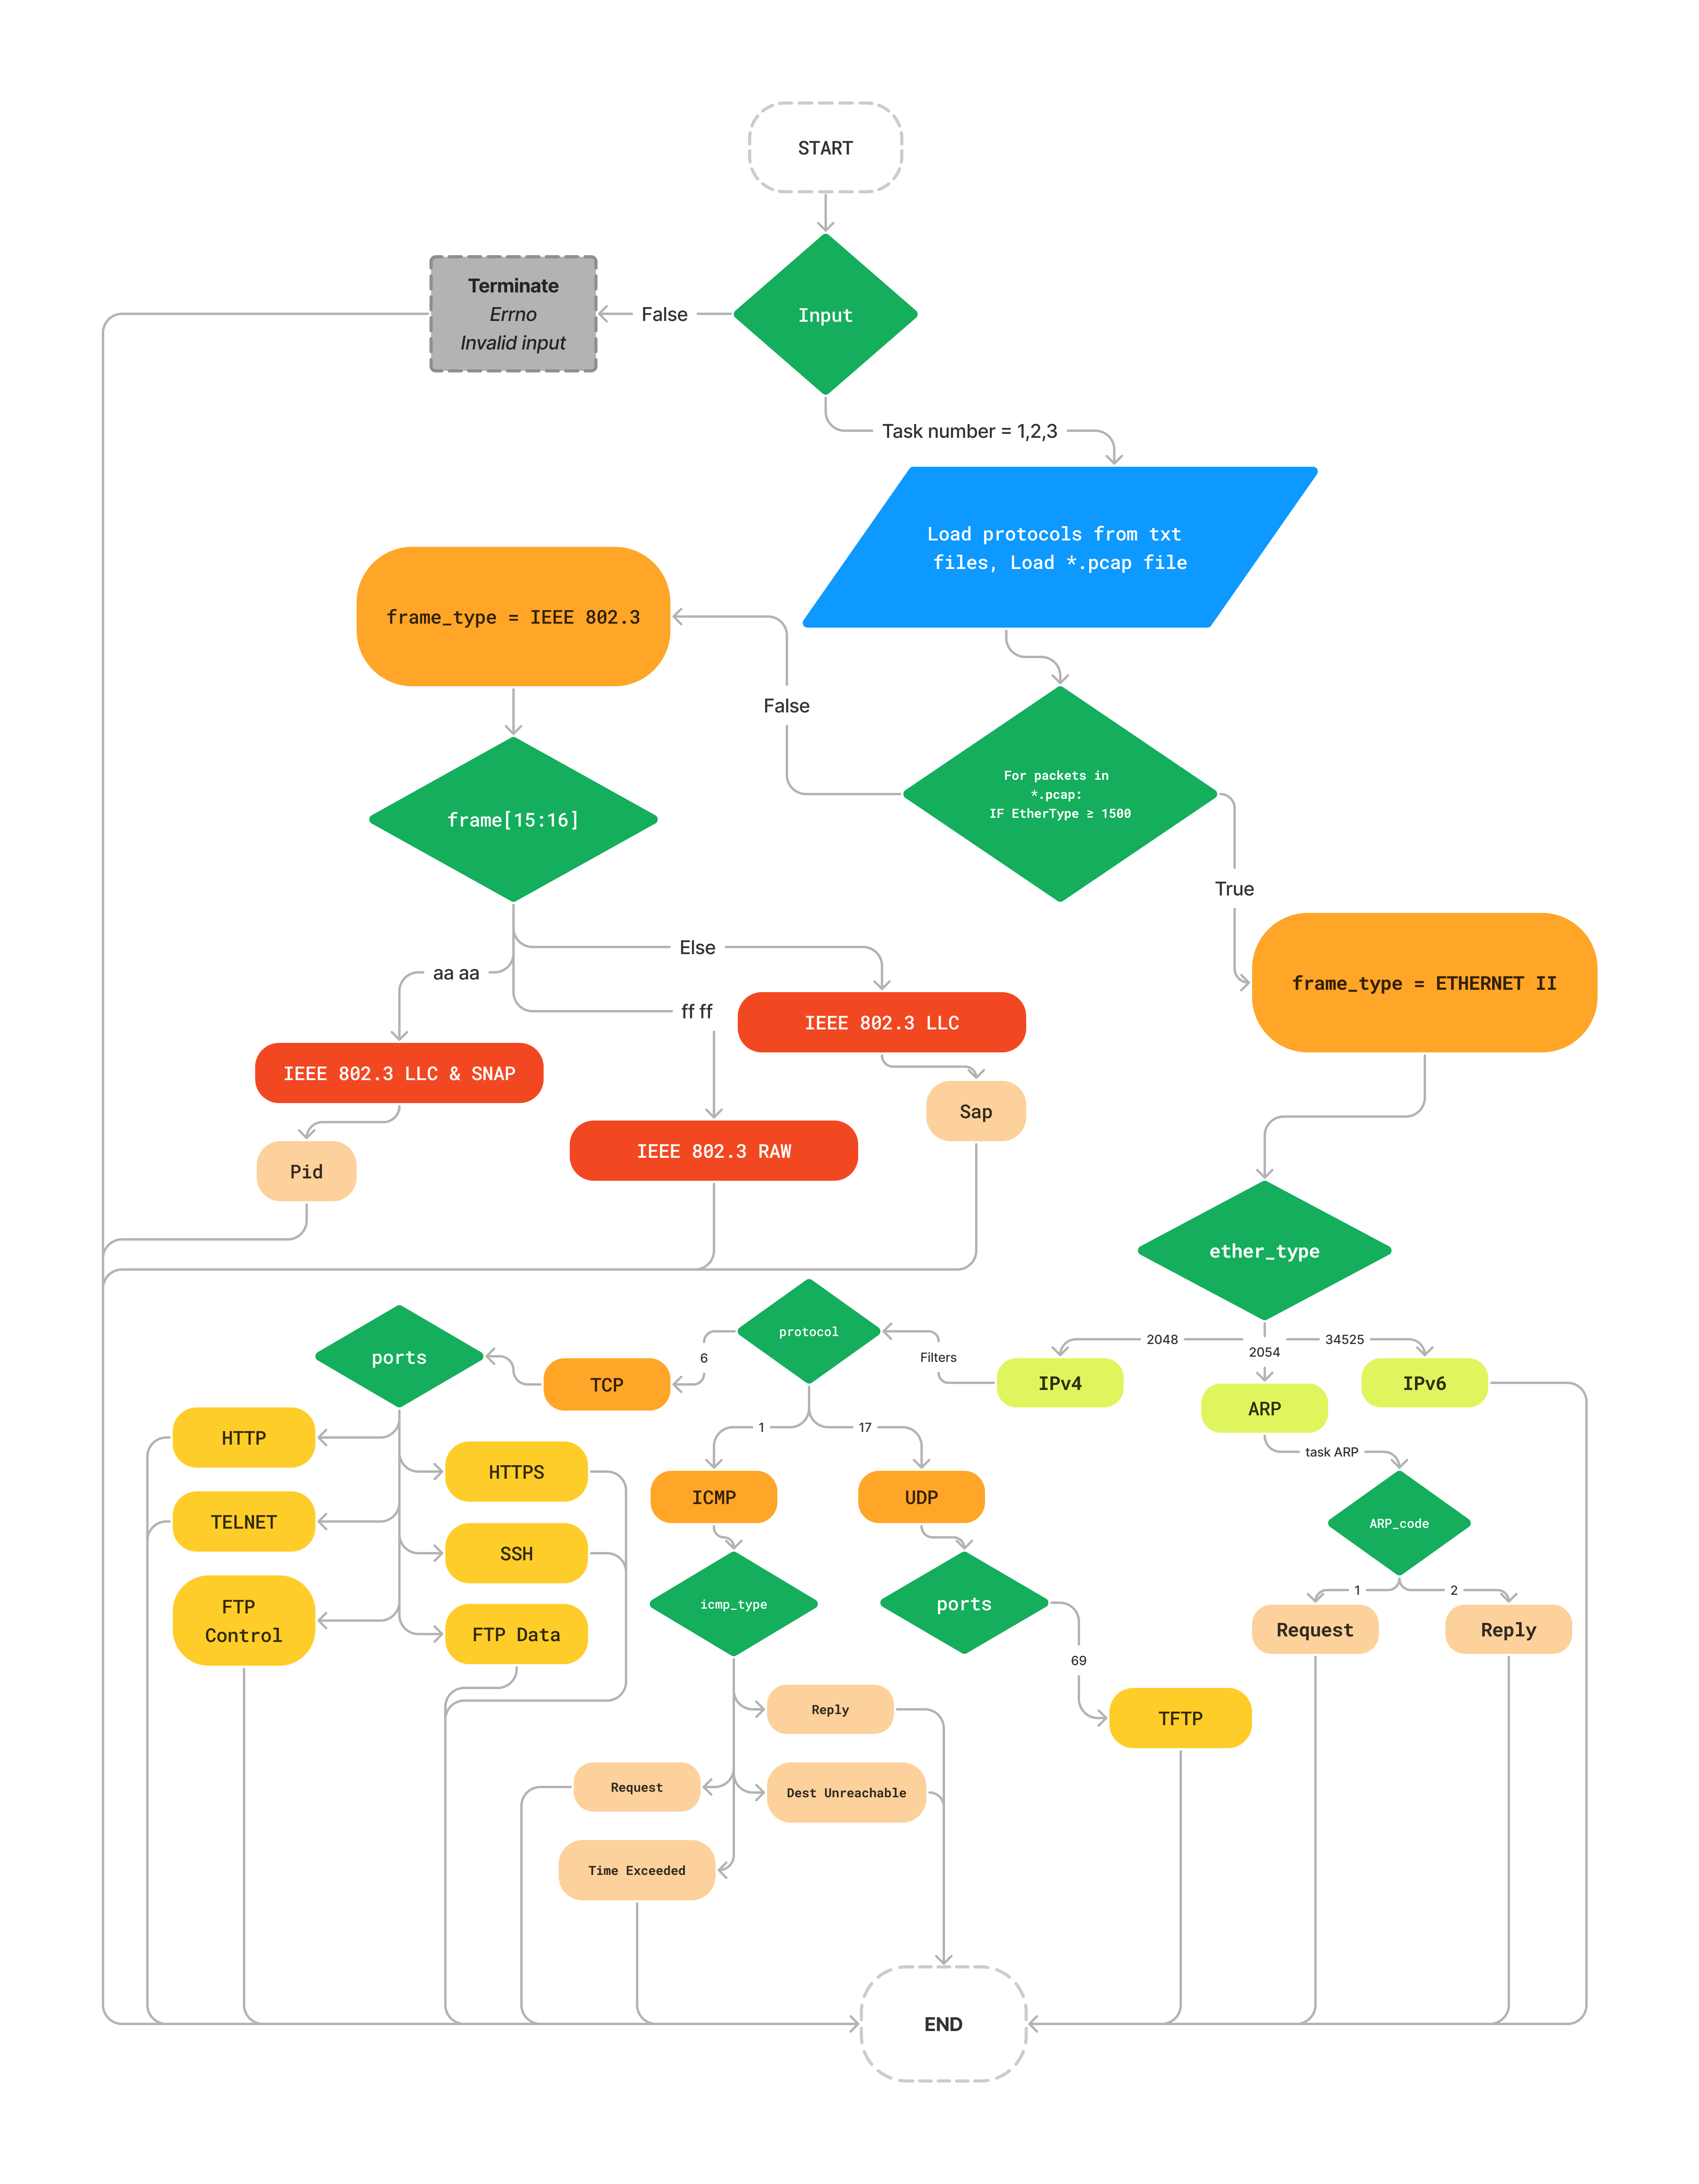 START
Input
False
Terminate
Errno
Invalid input
Task number = 1,2,3
Load protocols from txt
files, Load *.pcap file
frame_type = IEEE 802.3
False
For packets in
*.pcap:
IF EtherType ≥ 1500
frame[15:16]
True
Else
aa aa
ff ff
frame_type = ETHERNET II
IEEE 802.3 LLC
IEEE 802.3 LLC & SNAP
Sap
IEEE 802.3 RAW
Pid
ether_type
protocol
2048
2054
34525
ports
6
Filters
TCP
IPv4
ARP
IPv6
HTTP
1
17
task ARP
HTTPS
ICMP
UDP
TELNET
SSH
ARP_code
FTP
Control
FTP Data
icmp_type
ports
1
2
Request
Reply
69
Reply
TFTP
Request
Dest Unreachable
Time Exceeded
END